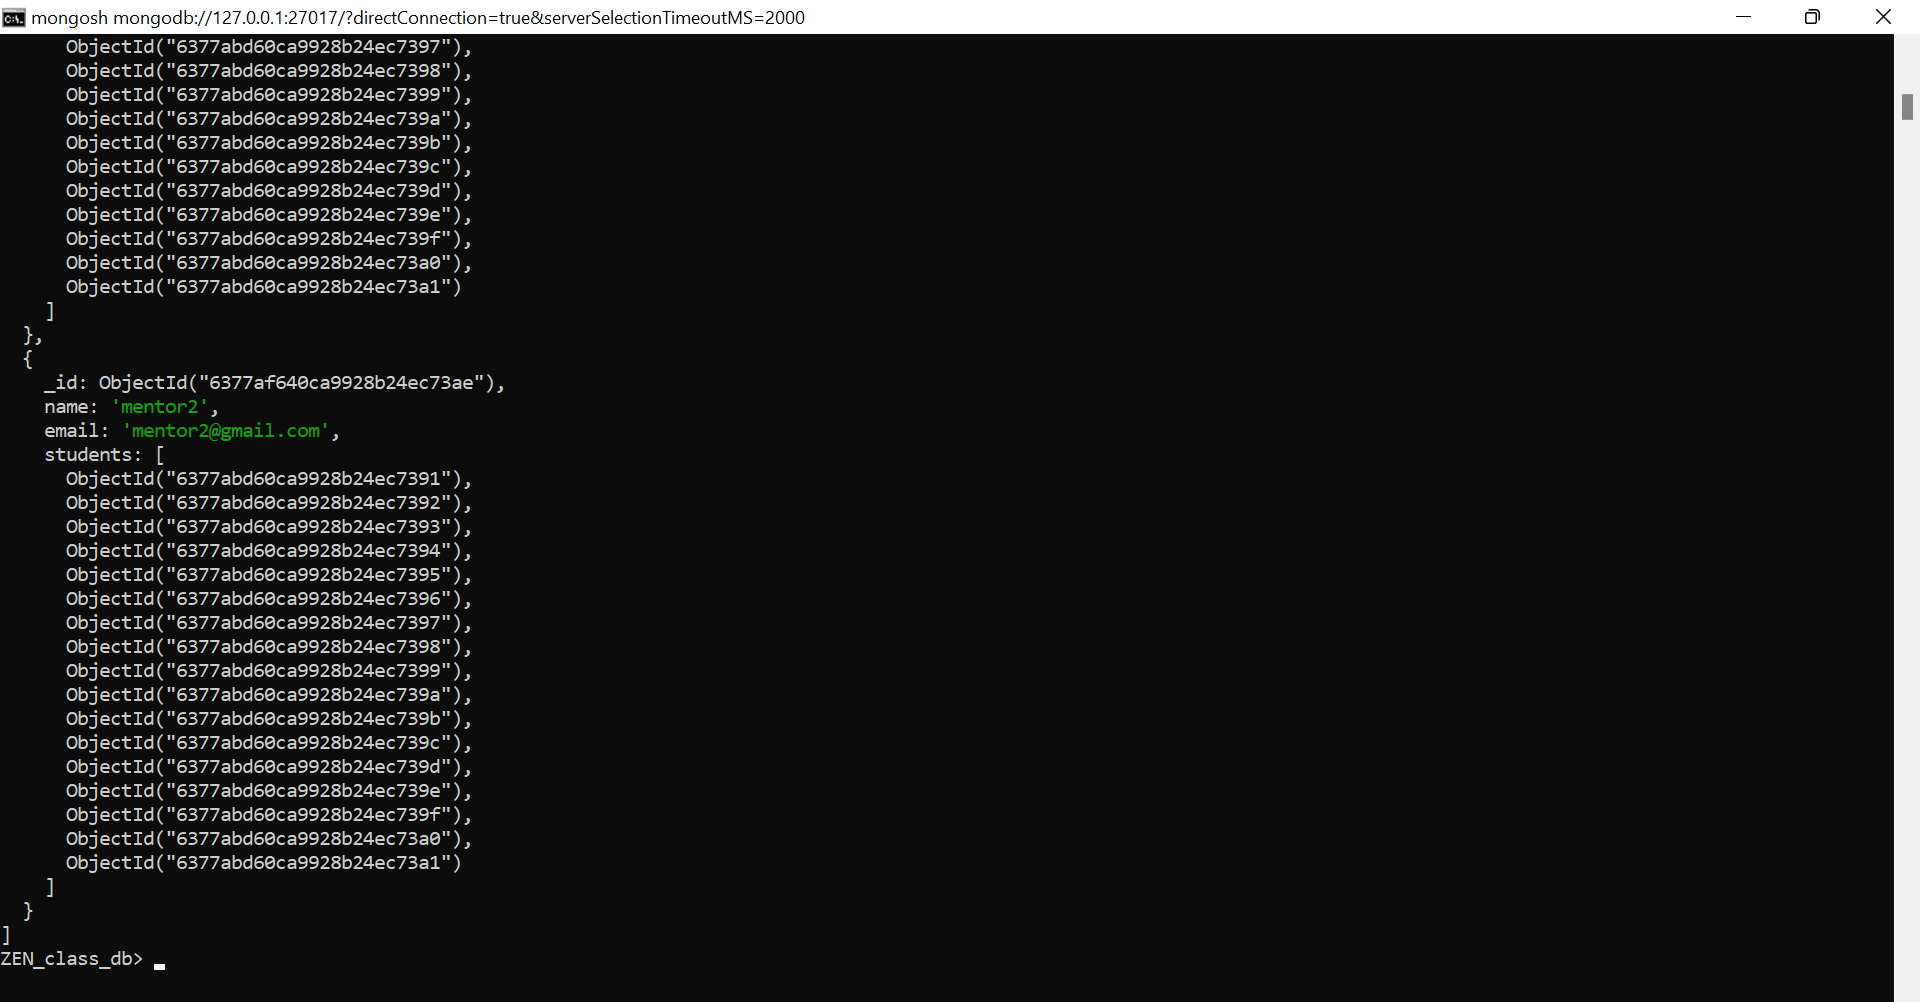 mongosh mongodb://127.0.0.1:27017/?directConnection=true&serverSelectionTimeoutMS=2000
      ObjectId("6377abd60ca9928b24ec7397"),
      ObjectId("6377abd60ca9928b24ec7398"),
      ObjectId("6377abd60ca9928b24ec7399"),
      ObjectId("6377abd60ca9928b24ec739a"),
      ObjectId("6377abd60ca9928b24ec739b"),
      ObjectId("6377abd60ca9928b24ec739c"),
      ObjectId("6377abd60ca9928b24ec739d"),
      ObjectId("6377abd60ca9928b24ec739e"),
      ObjectId("6377abd60ca9928b24ec739f"),
      ObjectId("6377abd60ca9928b24ec73a0"),
      ObjectId("6377abd60ca9928b24ec73a1")
    ]
  },
  {
    _id: ObjectId("6377af640ca9928b24ec73ae"),
    name: 'mentor2',
    email: 'mentor2@gmail.com',
    students: [
      ObjectId("6377abd60ca9928b24ec7391"),
      ObjectId("6377abd60ca9928b24ec7392"),
      ObjectId("6377abd60ca9928b24ec7393"),
      ObjectId("6377abd60ca9928b24ec7394"),
      ObjectId("6377abd60ca9928b24ec7395"),
      ObjectId("6377abd60ca9928b24ec7396"),
      ObjectId("6377abd60ca9928b24ec7397"),
      ObjectId("6377abd60ca9928b24ec7398"),
      ObjectId("6377abd60ca9928b24ec7399"),
      ObjectId("6377abd60ca9928b24ec739a"),
      ObjectId("6377abd60ca9928b24ec739b"),
      ObjectId("6377abd60ca9928b24ec739c"),
      ObjectId("6377abd60ca9928b24ec739d"),
      ObjectId("6377abd60ca9928b24ec739e"),
      ObjectId("6377abd60ca9928b24ec739f"),
      ObjectId("6377abd60ca9928b24ec73a0"),
      ObjectId("6377abd60ca9928b24ec73a1")
    ]
  }
]
ZEN_class_db>